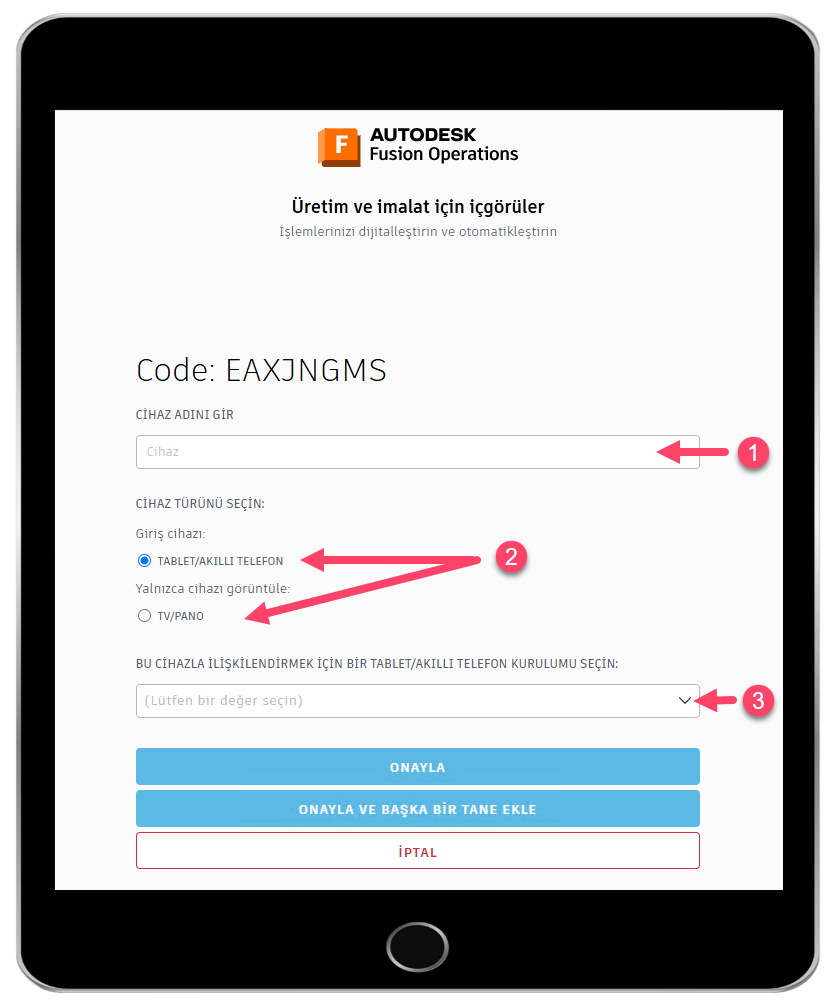 F
AUTODESK
Fusion Operations
Üretim ve imalat için içgörüler
İşlemlerinizi dijitalleştirin ve otomatikleştirin
Code: EAXJNGMS
CİHAZ ADINI GİR
Cihaz
1
CİHAZ TÜRÜNÜ SEÇİN:
Giriş cihazı:
TABLET/AKILLI TELEFON
2
Yalnızca cihazı görüntüle:
TV/PANO
BU CİHAZLA İLİŞKİLENDİRMEK İÇİN BİR TABLET/AKILLI TELEFON KURULUMU SEÇİN:
(Lütfen bir değer seçin)
3
ONAYLA
ONAYLA VE BAŞKA BİR TANE EKLE
İPTAL